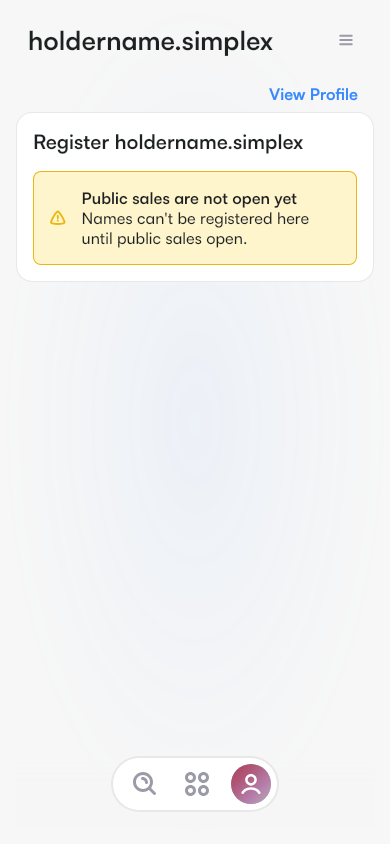 holdername.simplex
View Profile
Register holdername.simplex
Public sales are not open yet
Names can't be registered here
until public sales open.